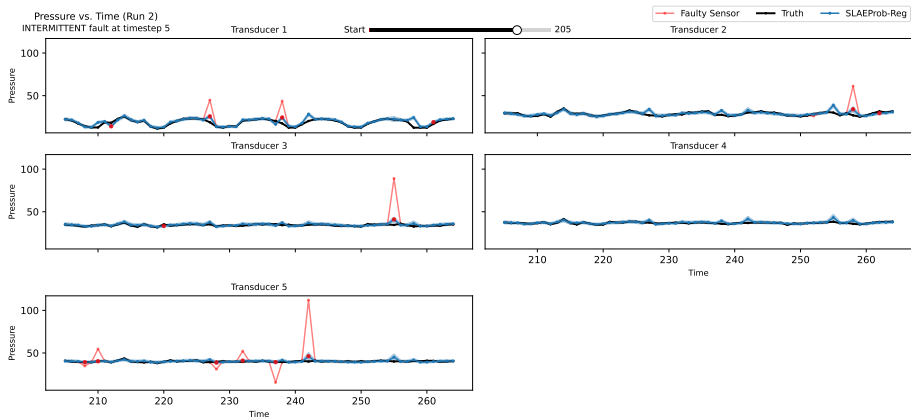 Pressure vs. Time (Run 2)
INTERMITTENT fault at timestep 5
Start
205
Faulty Sensor
Truth
SLAEProb-Reg
Transducer 1
Transducer 2
100
50
Pressure
Transducer 3
Transducer 4
100
50
Pressure
210
220
230
240
250
260
Time
Transducer 5
100
50
Pressure
210
220
230
240
250
260
Time